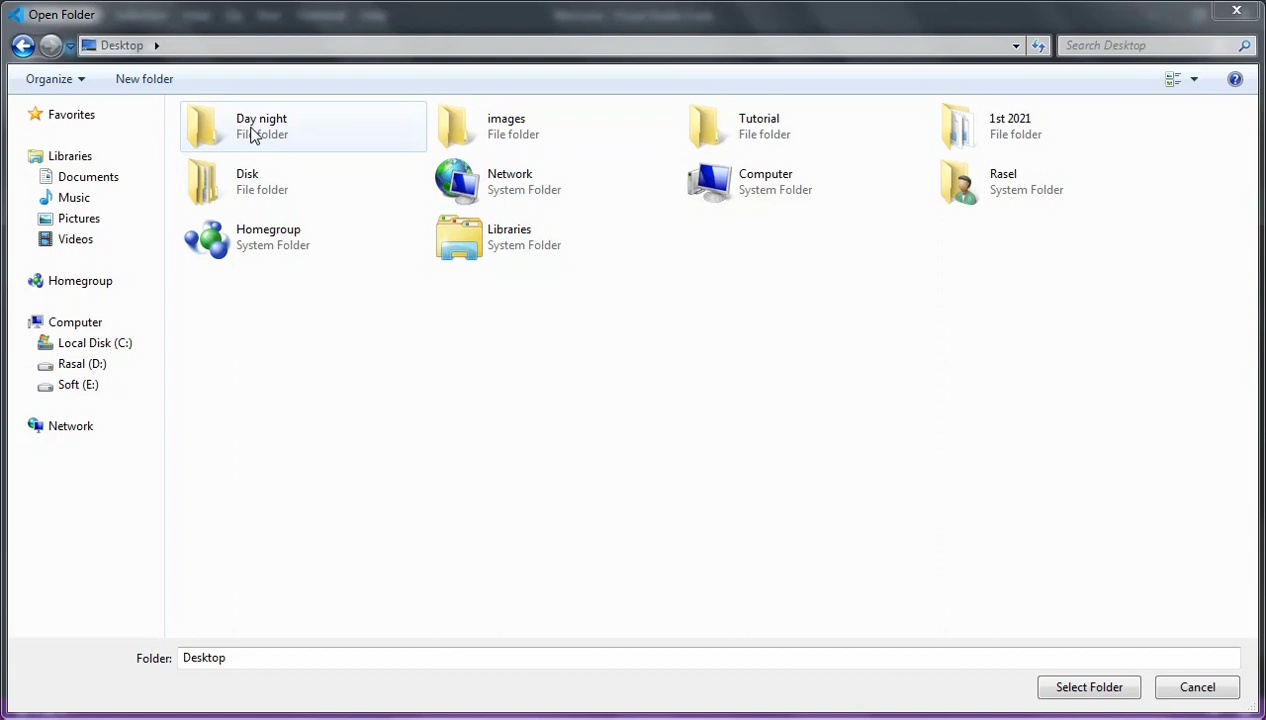 Open Folder
Desktop
Search Desktop
Organize
New folder
Favorites
Libraries
Documents
Music
Pictures
Videos
Homegroup
Computer
Local Disk (C:)
Rasal (D:)
Soft (E:)
Network
Day night
File folder
images
File folder
Tutorial
File folder
1st 2021
File folder
Disk
File folder
Network
System Folder
Computer
System Folder
Rasel
System Folder
Homegroup
System Folder
Libraries
System Folder
Folder: Desktop
Select Folder
Cancel